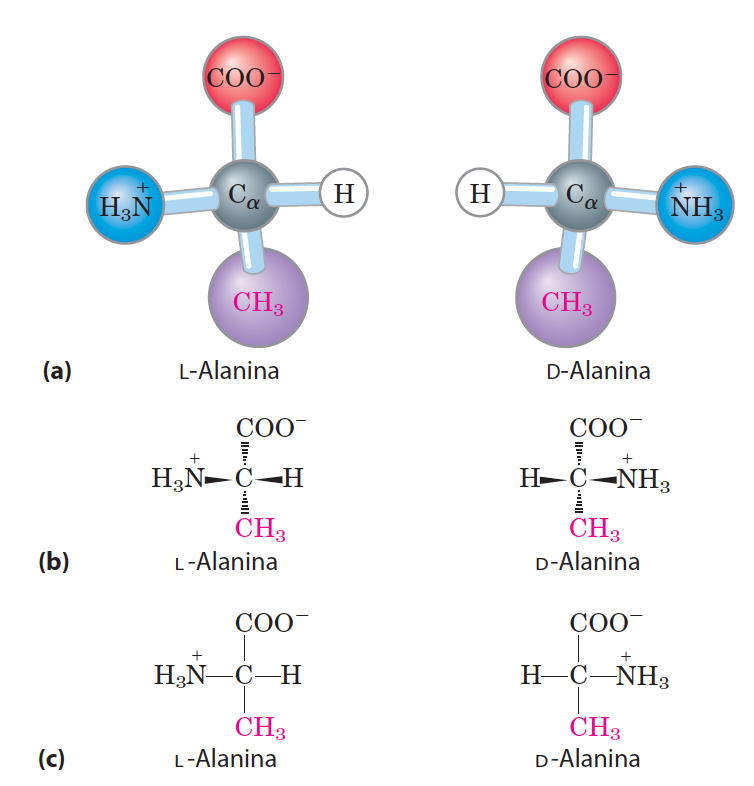 COO⁻ COO⁻
H₃N⁺ Cα H H Cα ⁺NH₃
CH₃ CH₃
(a) L-Alanina D-Alanina
COO⁻ COO⁻
H₃N⁺ C H H C ⁺NH₃
CH₃ CH₃
(b) L-Alanina D-Alanina
COO⁻ COO⁻
H₃N⁺—C—H H—C—⁺NH₃
CH₃ CH₃
(c) L-Alanina D-Alanina